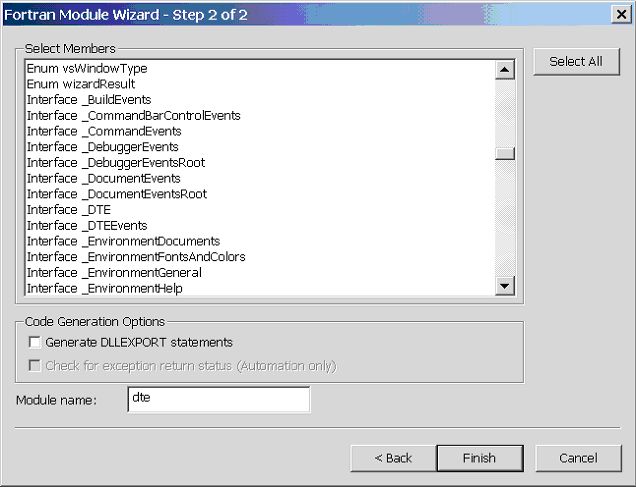 Fortran Module Wizard - Step 2 of 2
Select Members
Select All
Enum vsWindowType
Enum wizardResult
Interface _BuildEvents
Interface _CommandBarControlEvents
Interface _CommandEvents
Interface _DebuggerEvents
Interface _DebuggerEventsRoot
Interface _DocumentEvents
Interface _DocumentEventsRoot
Interface _DTE
Interface _DTEEvents
Interface _EnvironmentDocuments
Interface _EnvironmentFontsAndColors
Interface _EnvironmentGeneral
Interface _EnvironmentHelp
Code Generation Options
Generate DLLEXPORT statements
Check for exception return status (Automation only)
Module name: dte
< Back Finish Cancel